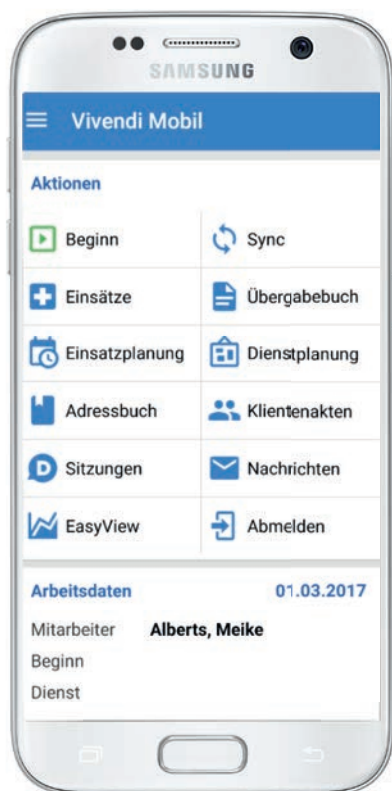 SAMSUNG
Vivendi Mobil
Aktionen
Beginn
Sync
Einsätze
Übergabebuch
Einsatzplanung
Dienstplanung
Adressbuch
Klientenakten
D Sitzungen
Nachrichten
EasyView
Abmelden
Arbeitsdaten 01.03.2017
Mitarbeiter Alberts, Meike
Beginn
Dienst